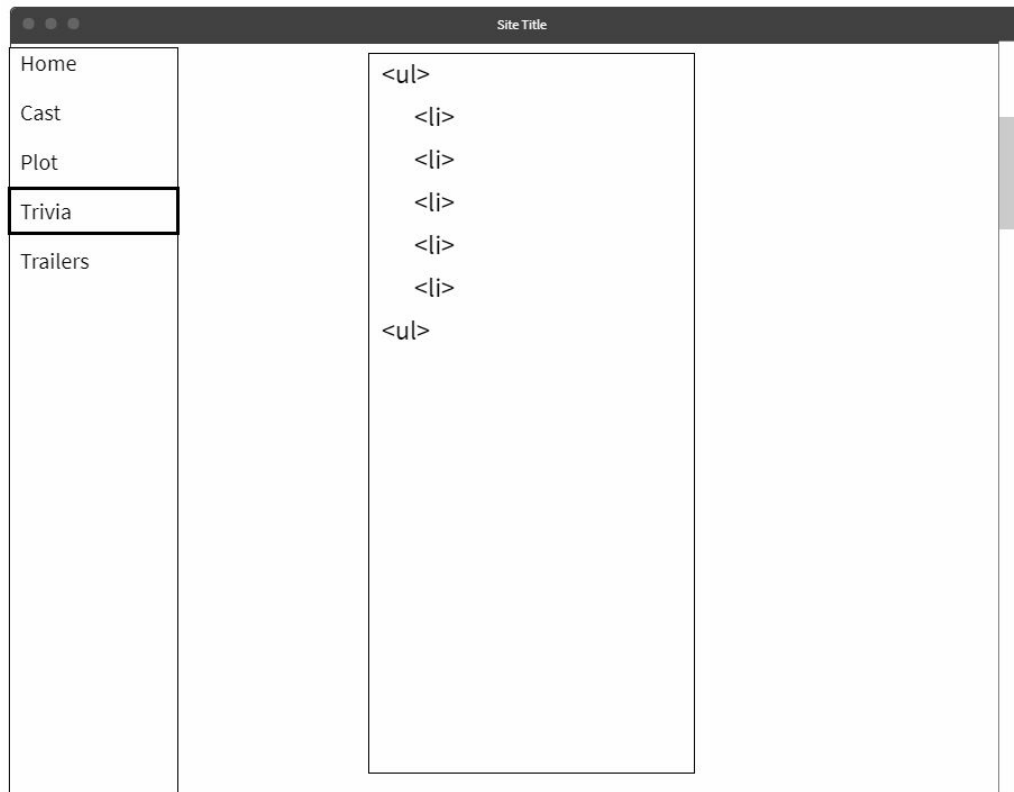 Site Title
Home
Cast
Plot
Trivia
Trailers
<ul>
<li>
<li>
<li>
<li>
<li>
<ul>